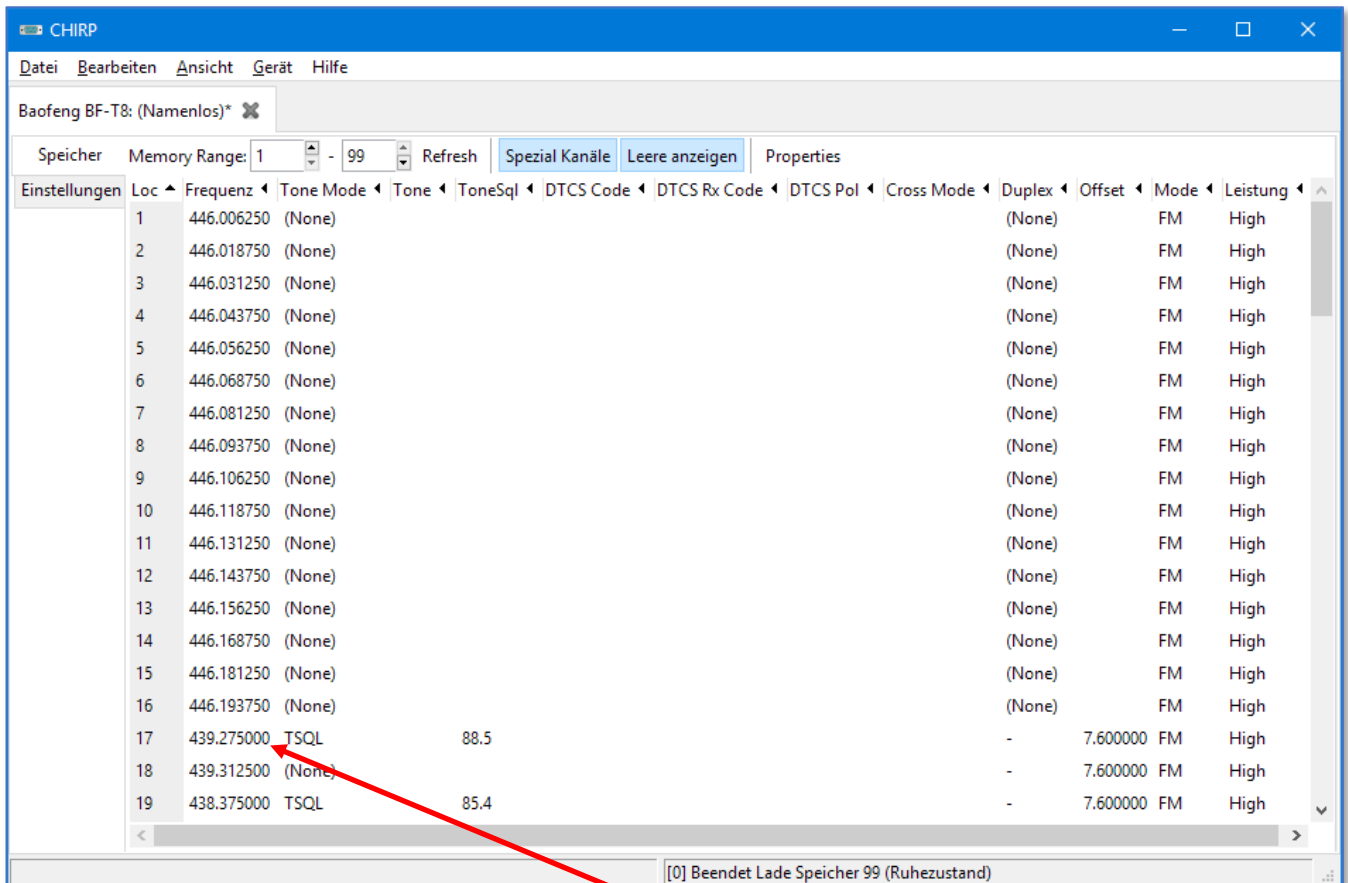 CHIRP
Datei Bearbeiten Ansicht Gerät Hilfe
Baofeng BF-T8: (Namenlos)*
Speicher Memory Range: 1 - 99 Refresh Spezial Kanäle Leere anzeigen Properties
Einstellungen Loc Frequenz Tone Mode Tone ToneSql DTCS Code DTCS Rx Code DTCS Pol Cross Mode Duplex Offset Mode Leistung
1 446.006250 (None) (None) FM High
2 446.018750 (None) (None) FM High
3 446.031250 (None) (None) FM High
4 446.043750 (None) (None) FM High
5 446.056250 (None) (None) FM High
6 446.068750 (None) (None) FM High
7 446.081250 (None) (None) FM High
8 446.093750 (None) (None) FM High
9 446.106250 (None) (None) FM High
10 446.118750 (None) (None) FM High
11 446.131250 (None) (None) FM High
12 446.143750 (None) (None) FM High
13 446.156250 (None) (None) FM High
14 446.168750 (None) (None) FM High
15 446.181250 (None) (None) FM High
16 446.193750 (None) (None) FM High
17 439.275000 TSQL 88.5 - 7.600000 FM High
18 439.312500 (None) - 7.600000 FM High
19 438.375000 TSQL 85.4 - 7.600000 FM High
[0] Beendet Lade Speicher 99 (Ruhezustand)